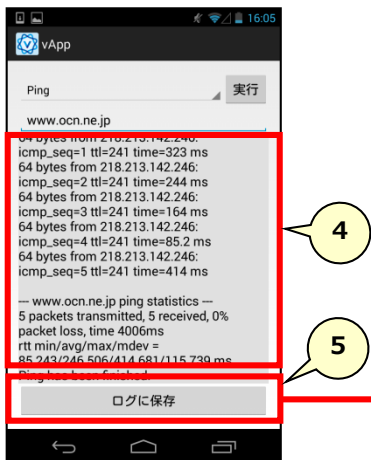 16:05
vApp
Ping
実行
www.ocn.ne.jp
64 bytes from 218.213.142.246:
icmp_seq=1 ttl=241 time=323 ms
64 bytes from 218.213.142.246:
icmp_seq=2 ttl=241 time=244 ms
64 bytes from 218.213.142.246:
icmp_seq=3 ttl=241 time=164 ms
64 bytes from 218.213.142.246:
icmp_seq=4 ttl=241 time=85.2 ms
64 bytes from 218.213.142.246:
icmp_seq=5 ttl=241 time=414 ms
--- www.ocn.ne.jp ping statistics ---
5 packets transmitted, 5 received, 0%
packet loss, time 4006ms
rtt min/avg/max/mdev =
85.243/246.506/414.681/115.739 ms
Ping has been finished.
4
5
ログに保存